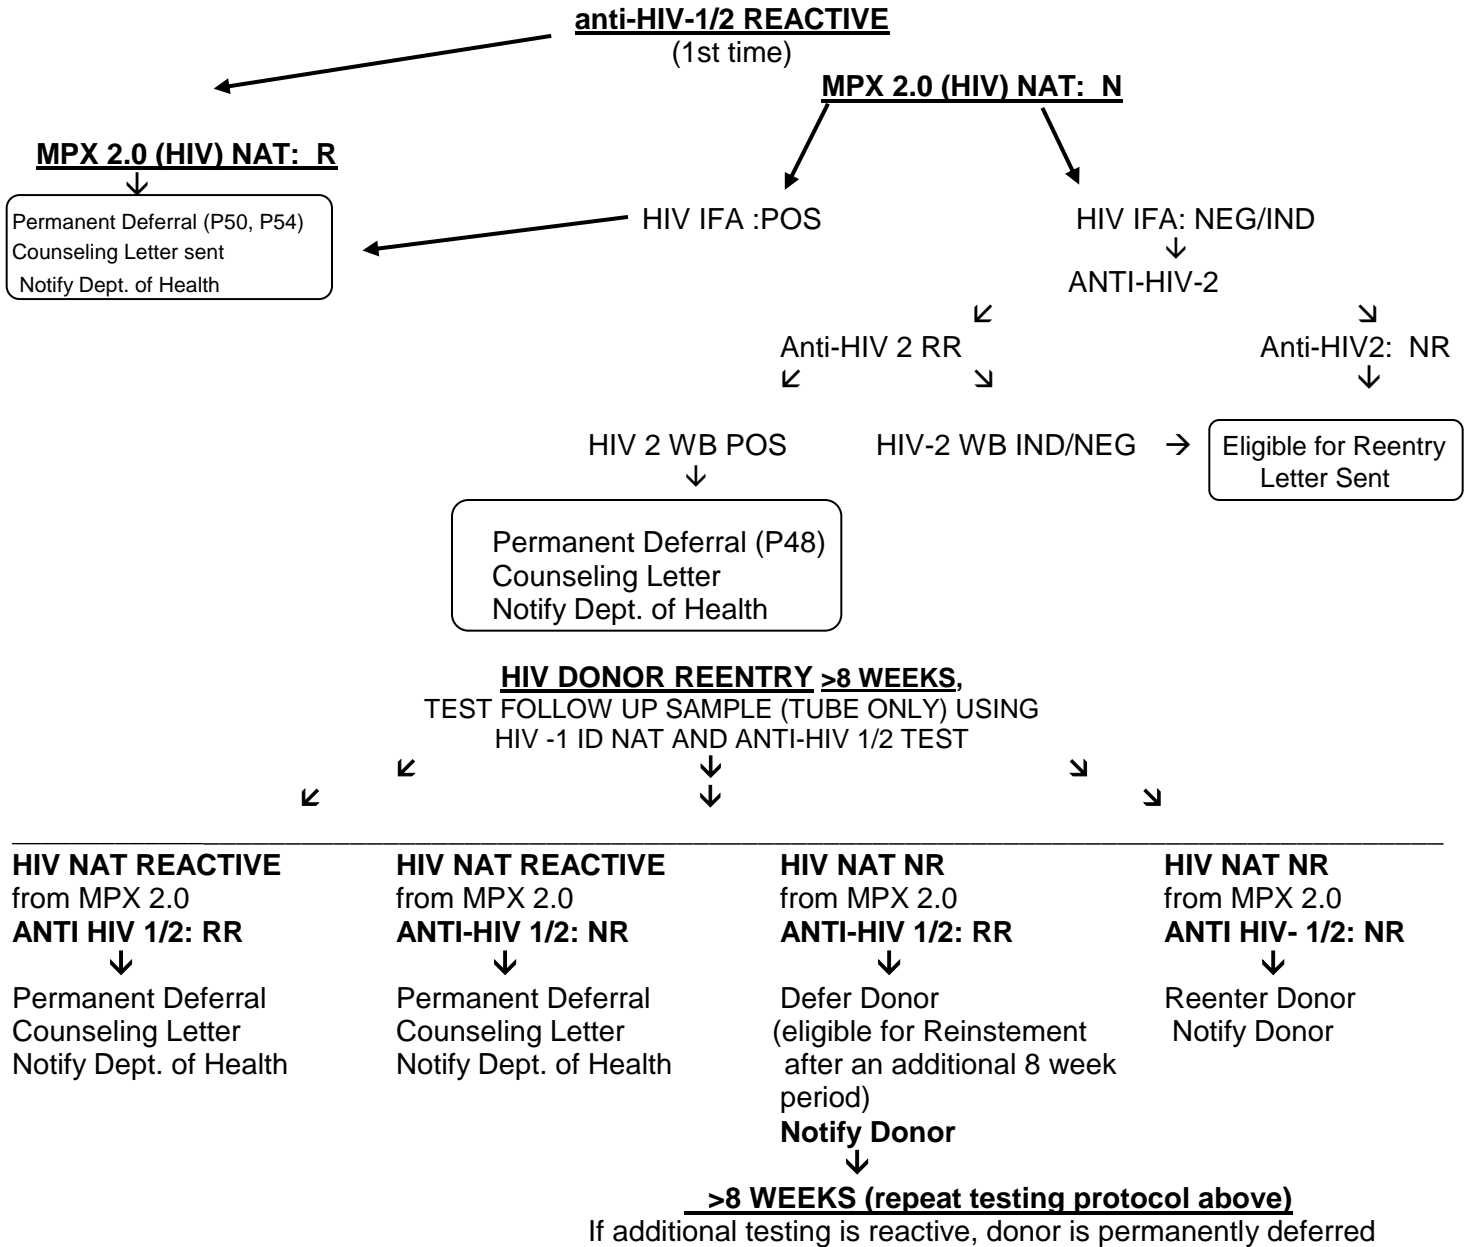 anti-HIV-1/2 REACTIVE
(1st time)
MPX 2.0 (HIV) NAT: N
MPX 2.0 (HIV) NAT: R
Permanent Deferral (P50, P54)
Counseling Letter sent
Notify Dept. of Health
HIV IFA :POS
HIV IFA: NEG/IND
ANTI-HIV-2
Anti-HIV 2 RR
Anti-HIV2: NR
HIV 2 WB POS
HIV-2 WB IND/NEG →
Eligible for Reentry
Letter Sent
Permanent Deferral (P48)
Counseling Letter
Notify Dept. of Health
HIV DONOR REENTRY >8 WEEKS,
TEST FOLLOW UP SAMPLE (TUBE ONLY) USING
HIV -1 ID NAT AND ANTI-HIV 1/2 TEST
HIV NAT REACTIVE
from MPX 2.0
ANTI HIV 1/2: RR
Permanent Deferral
Counseling Letter
Notify Dept. of Health
HIV NAT REACTIVE
from MPX 2.0
ANTI-HIV 1/2: NR
Permanent Deferral
Counseling Letter
Notify Dept. of Health
HIV NAT NR
from MPX 2.0
ANTI-HIV 1/2: RR
Defer Donor
(eligible for Reinstement
after an additional 8 week
period)
Notify Donor
HIV NAT NR
from MPX 2.0
ANTI HIV- 1/2: NR
Reenter Donor
Notify Donor
>8 WEEKS (repeat testing protocol above)
If additional testing is reactive, donor is permanently deferred